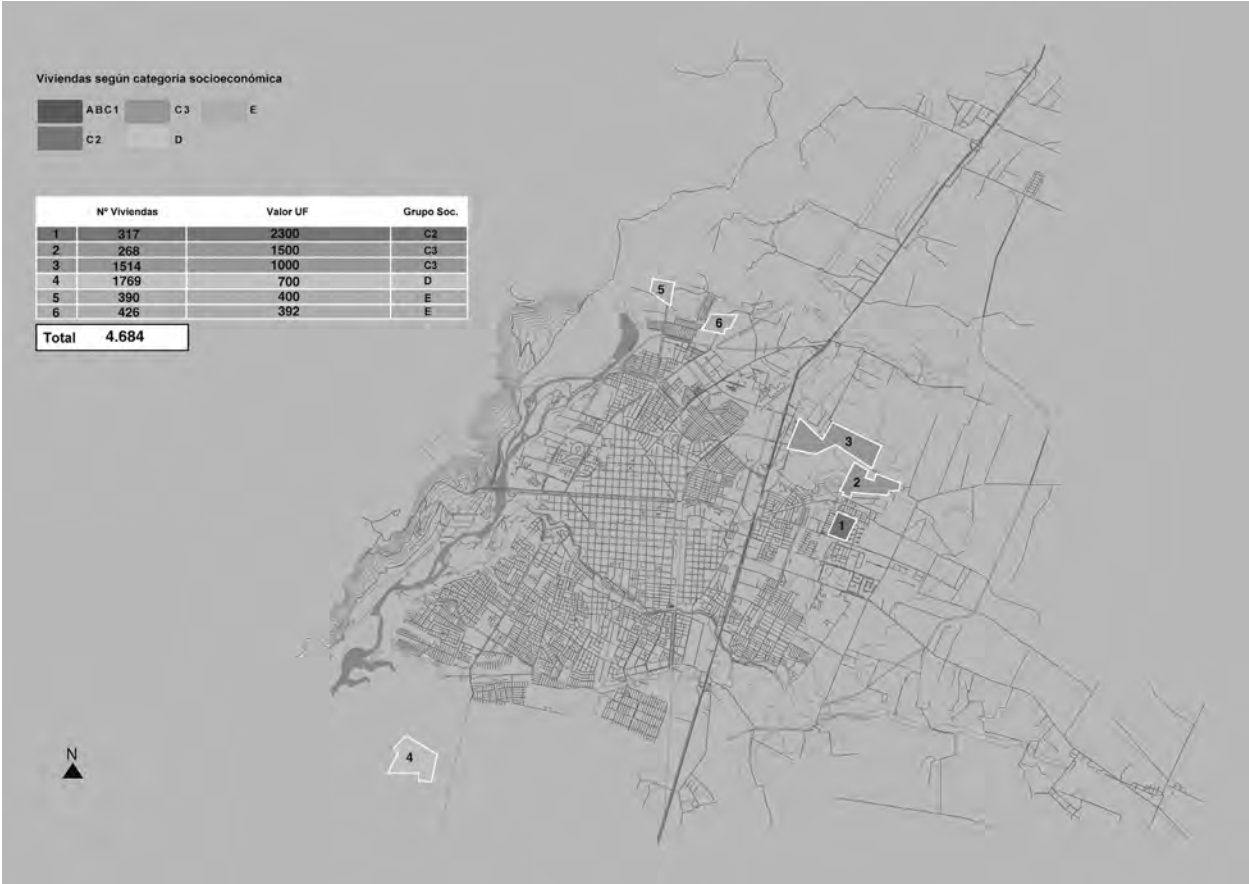 Viviendas según categoría socioeconómica
ABC1 C3 E
C2 D
Nº Viviendas Valor UF Grupo Soc.
1 317 2300 C2
2 268 1500 C3
3 1514 1000 C3
4 1769 700 D
5 390 400 E
6 426 392 E
Total 4.684
5
6
3
2
1
4
N